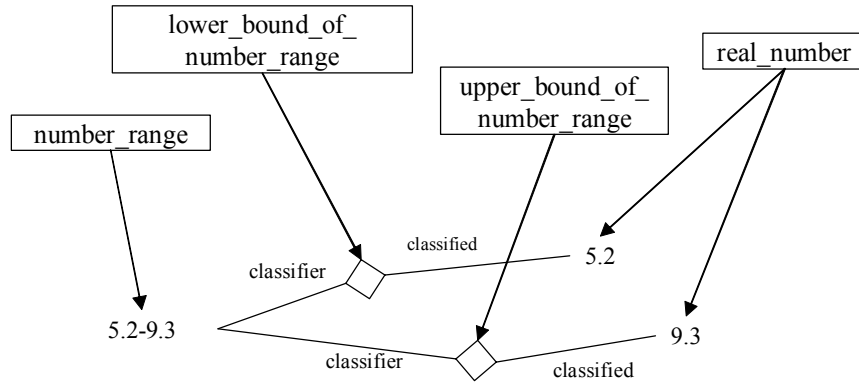 lower_bound_of_
number_range
real_number
upper_bound_of_
number_range
number_range
classified
5.2
classifier
5.2-9.3
9.3
classifier
classified